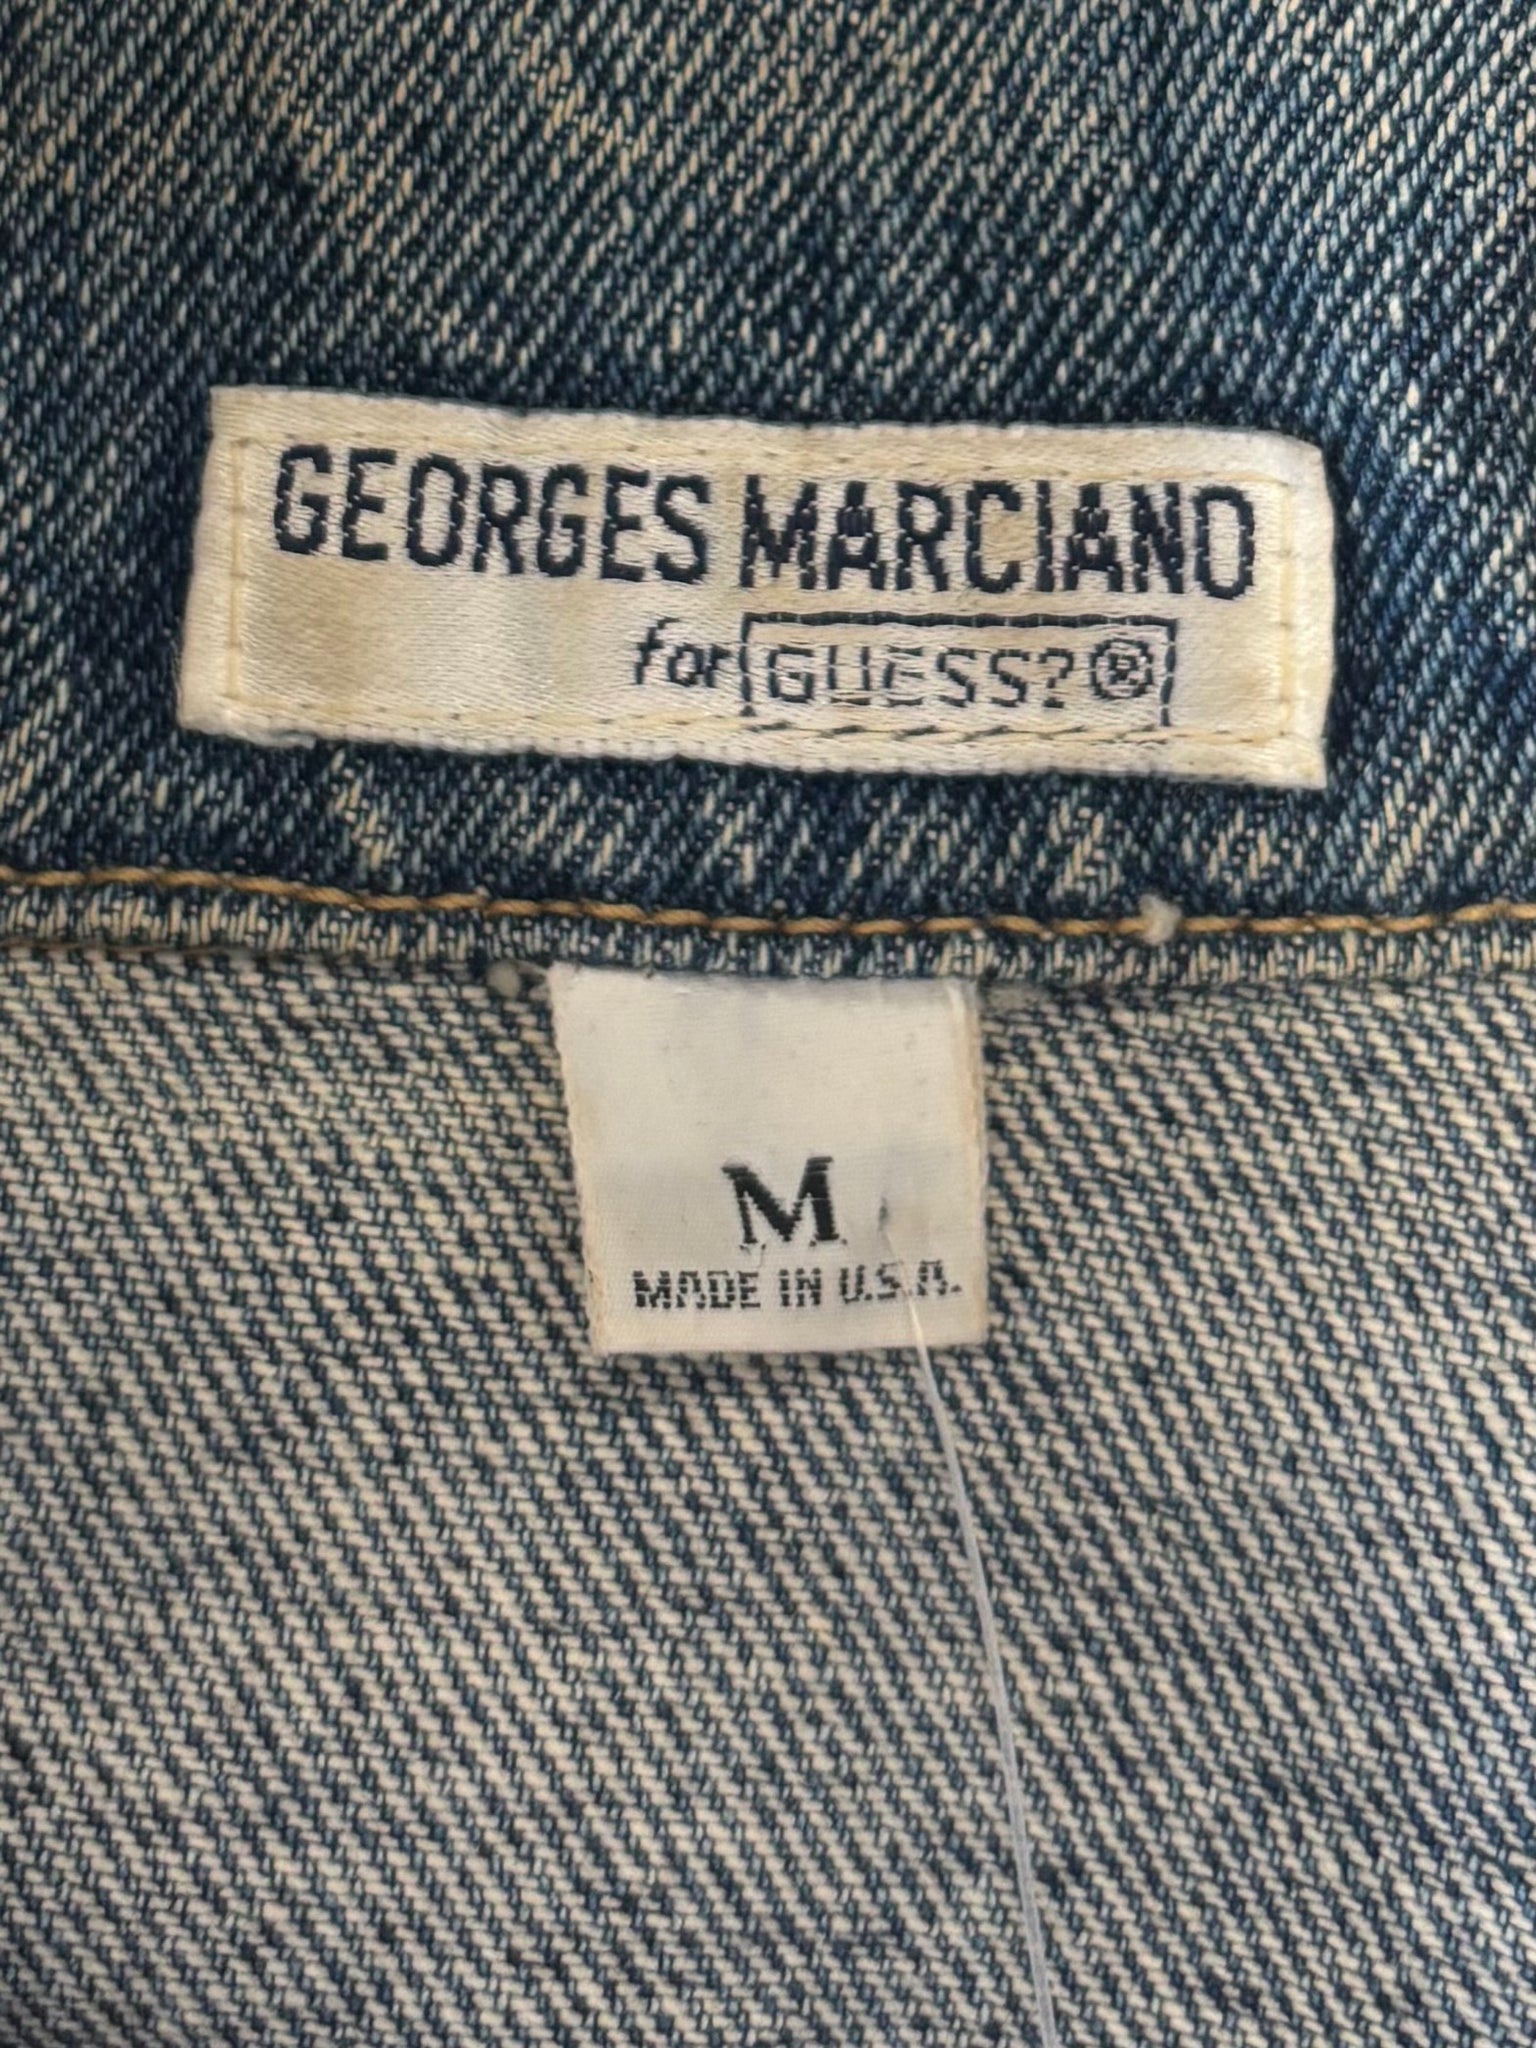 GEORGES MARCIANO
for GUESS?®
M
MADE IN U.S.A.